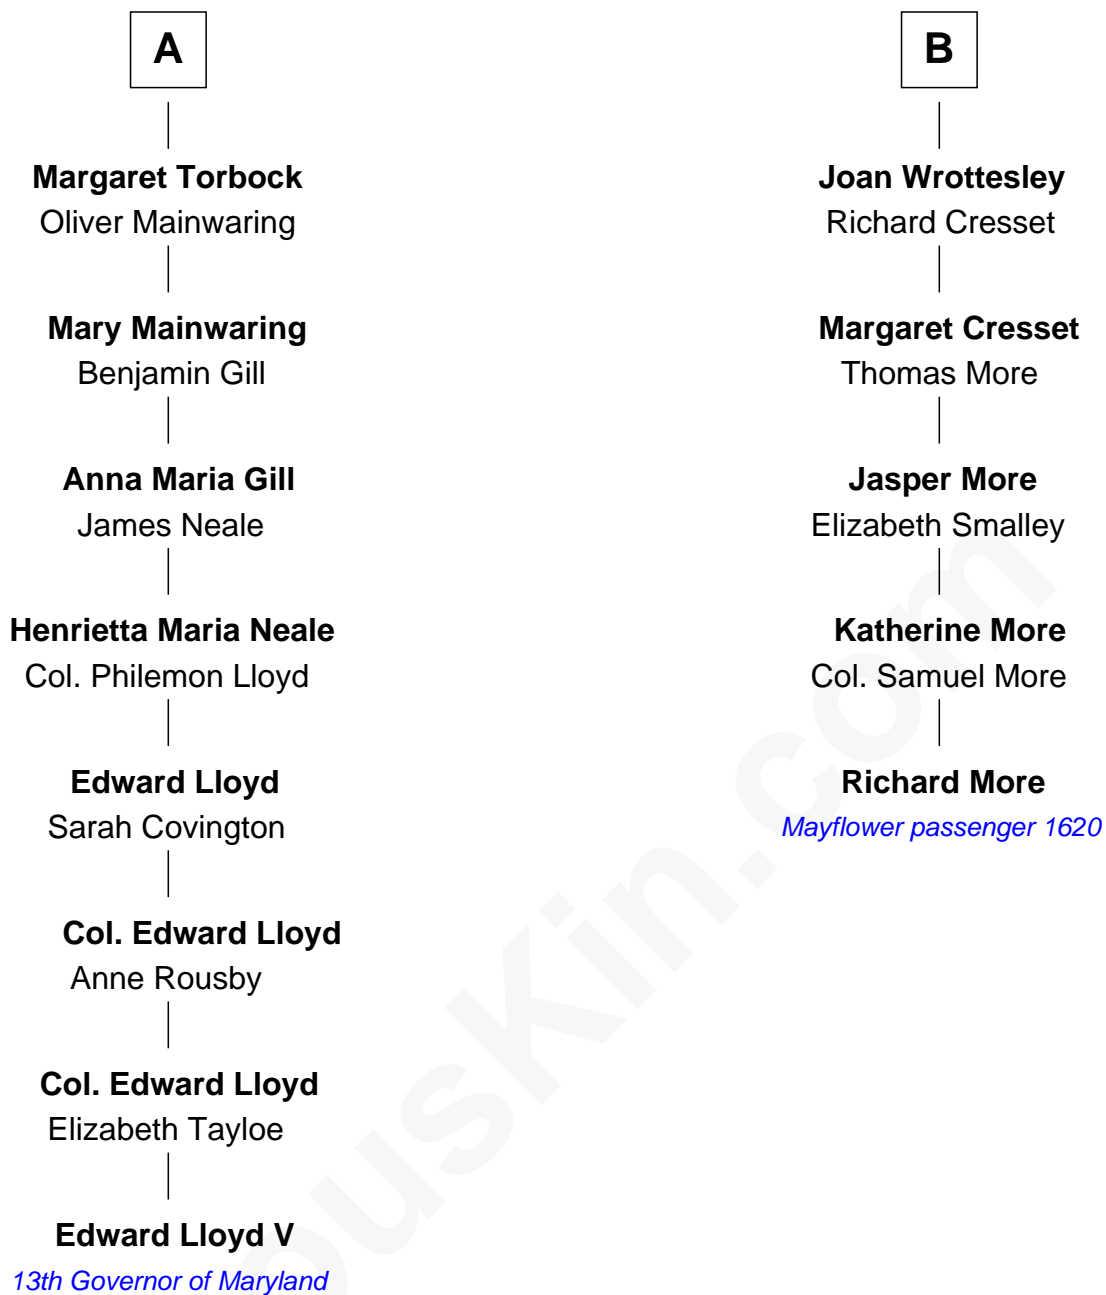 A
Margaret Torbock
Oliver Mainwaring
Mary Mainwaring
Benjamin Gill
Anna Maria Gill
James Neale
Henrietta Maria Neale
Col. Philemon Lloyd
Edward Lloyd
Sarah Covington
Col. Edward Lloyd
Anne Rousby
Col. Edward Lloyd
Elizabeth Tayloe
Edward Lloyd V
13th Governor of Maryland
B
Joan Wrottesley
Richard Cresset
Margaret Cresset
Thomas More
Jasper More
Elizabeth Smalley
Katherine More
Col. Samuel More
Richard More
Mayflower passenger 1620
ousKin.com